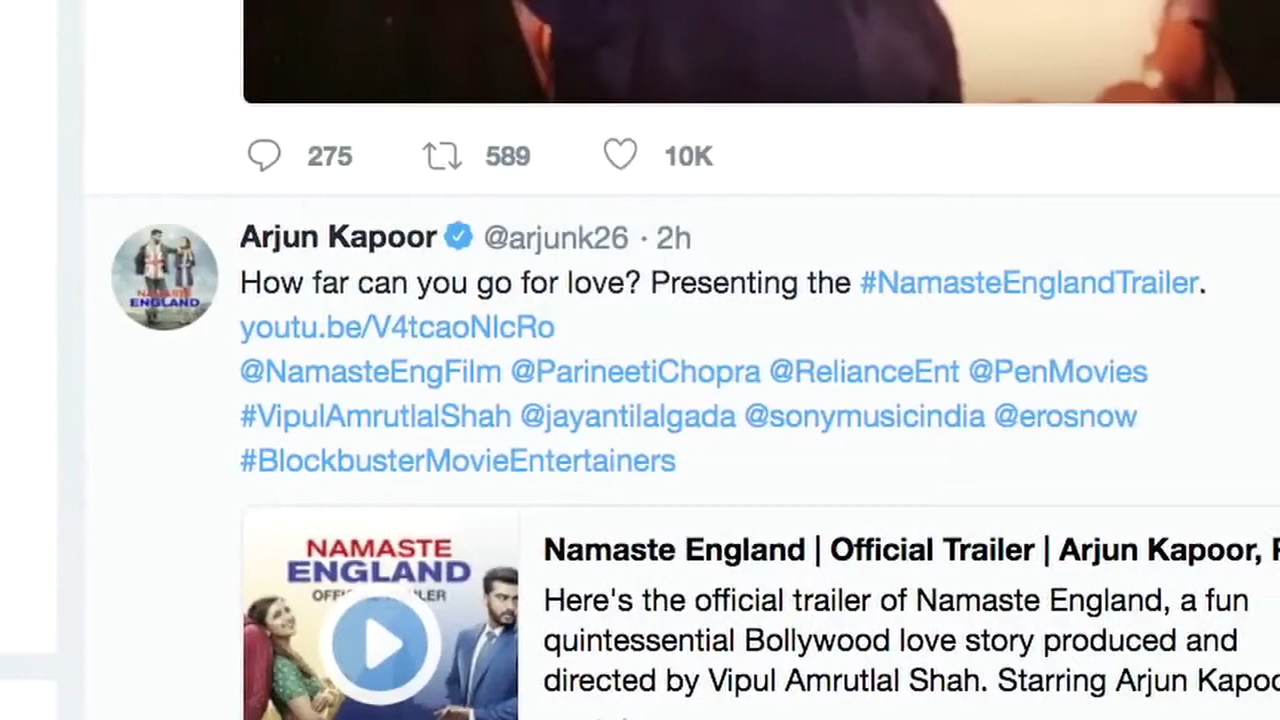 275 589 10K
Arjun Kapoor @arjunk26 · 2h
How far can you go for love? Presenting the #NamasteEnglandTrailer.
youtu.be/V4tcaoNlcRo
@NamasteEngFilm @ParineetiChopra @RelianceEnt @PenMovies
#VipulAmrutlalShah @jayantilalgada @sonymusicindia @erosnow
#BlockbusterMovieEntertainers
NAMASTE
ENGLAND
NAMASTE
ENGLAND
Namaste England | Official Trailer | Arjun Kapoor,
Here's the official trailer of Namaste England, a fun
quintessential Bollywood love story produced and
directed by Vipul Amrutlal Shah. Starring Arjun